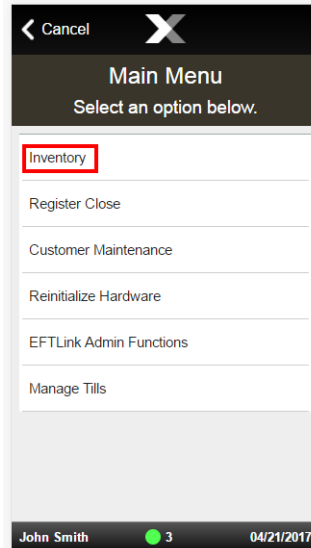 Cancel
Main Menu
Select an option below.
Inventory
Register Close
Customer Maintenance
Reinitialize Hardware
EFTLink Admin Functions
Manage Tills
John Smith 3 04/21/2017